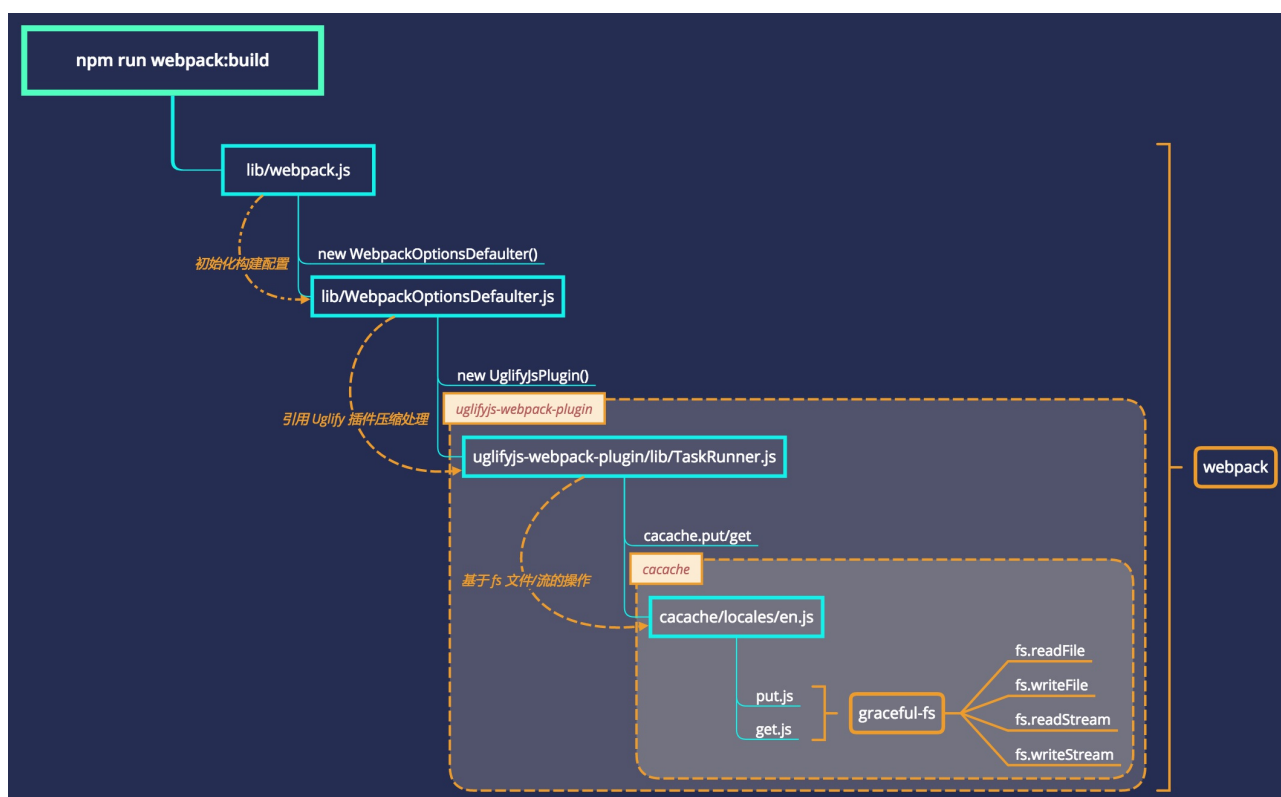 npm run webpack:build
lib/webpack.js
new WebpackOptionsDefaulter()
初始化构建配置
lib/WebpackOptionsDefaulter.js
new UglifyJsPlugin()
uglifyjs-webpack-plugin
引用 Uglify 插件压缩处理
uglifyjs-webpack-plugin/lib/TaskRunner.js
webpack
cacache.put/get
cacache
基于 fs 文件/流的操作
cacache/locales/en.js
fs.readFile
fs.writeFile
put.js
graceful-fs
fs.readStream
get.js
fs.writeStream